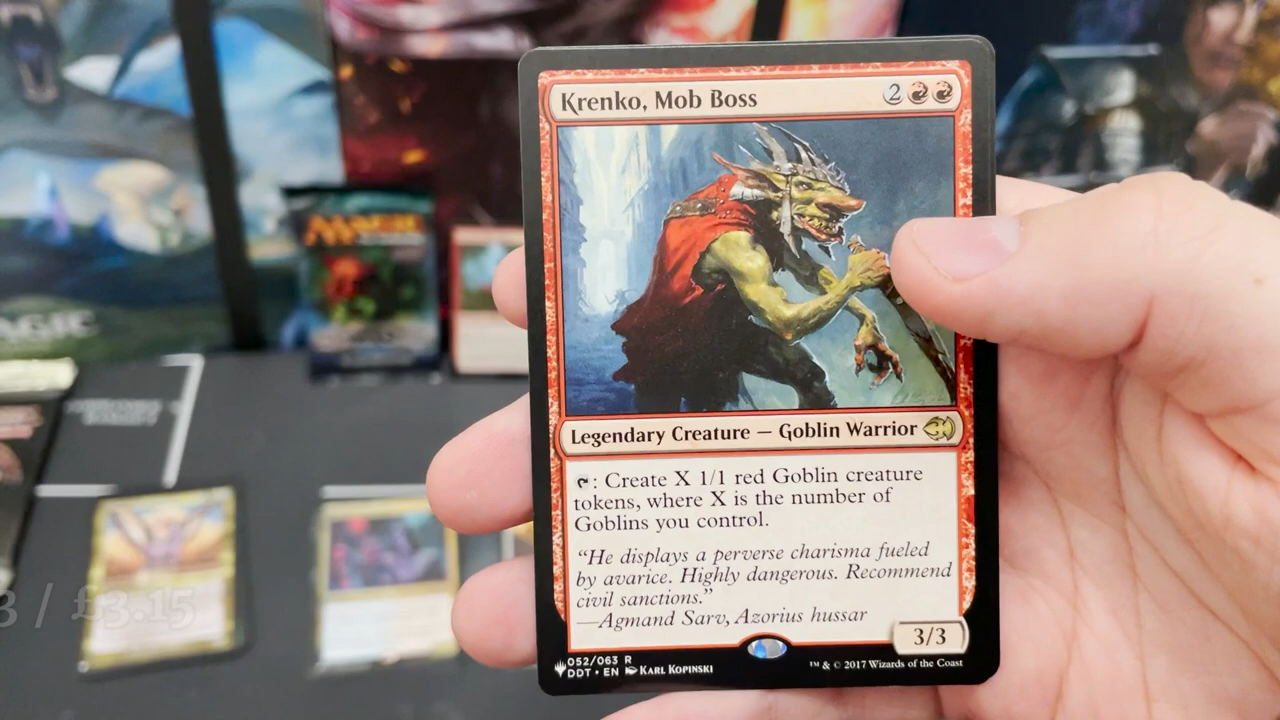 Krenko, Mob Boss
2
MAGIC
Legendary Creature — Goblin Warrior
: Create X 1/1 red Goblin creature
tokens, where X is the number of
Goblins you control.
“He displays a perverse charisma fueled
by avarice. Highly dangerous. Recommend
civil sanctions.”
—Agmand Sarv, Azorius hussar
3 / £3.15
3/3
052/063 R
DDT • EN KARL KOPINSKI
™ & © 2017 Wizards of the Coast